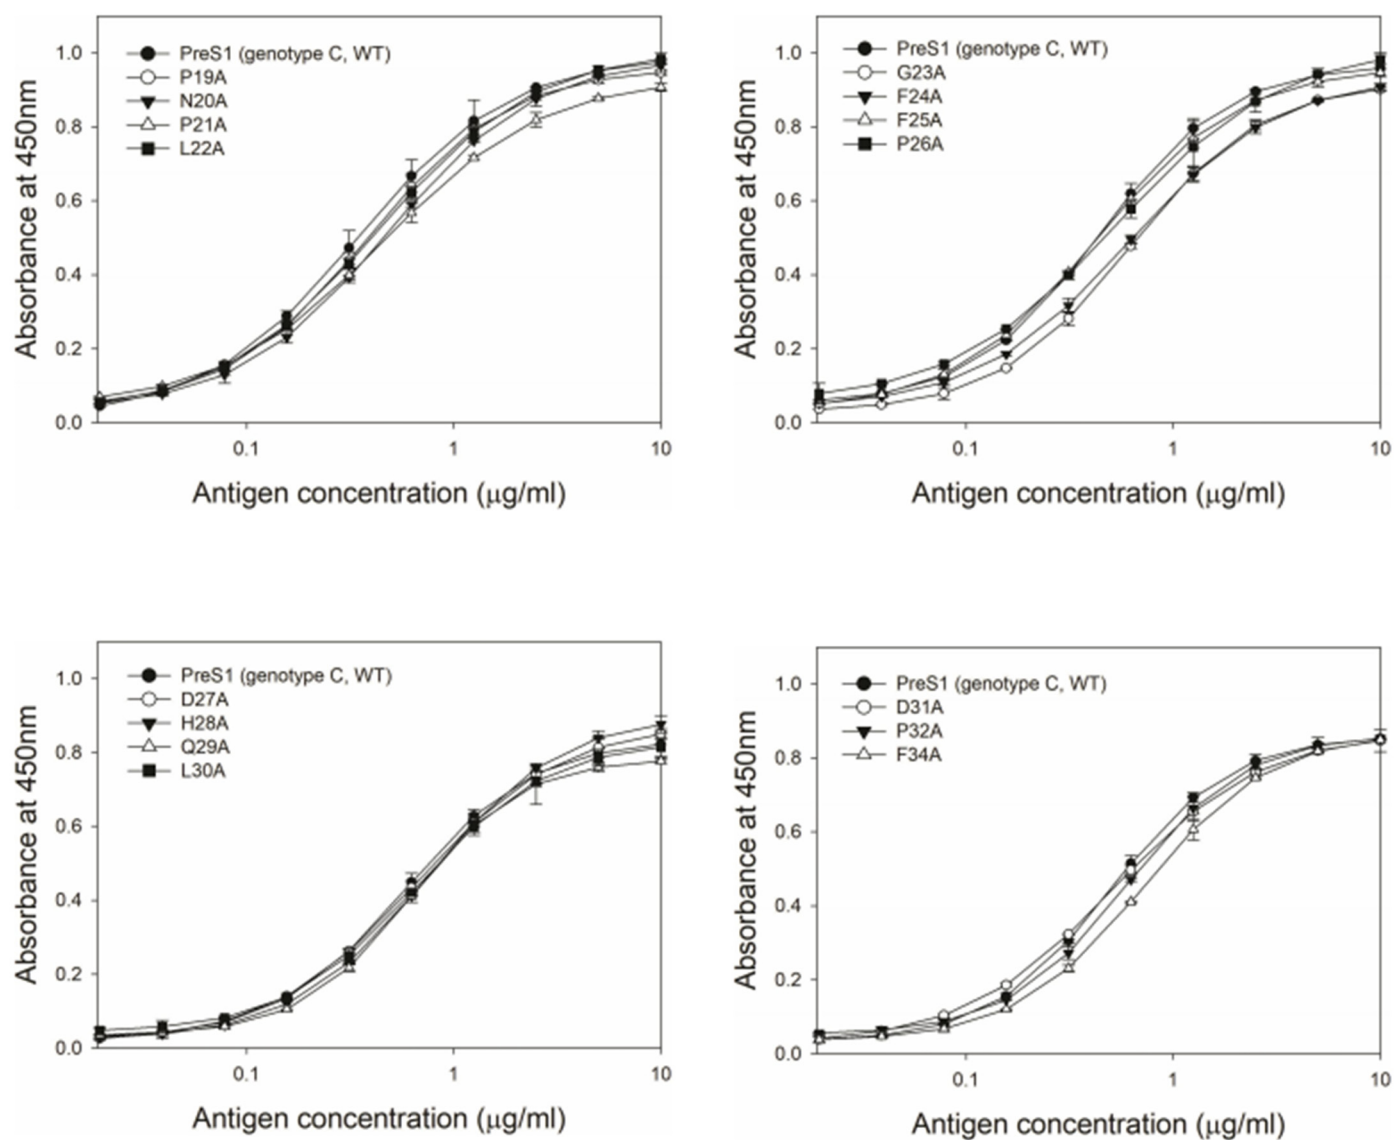 PreS1 (genotype C, WT)
P19A
N20A
P21A
L22A
1.0
0.8
0.6
0.4
0.2
0.0
0.1
1
10
Absorbance at 450nm
Antigen concentration (μg/ml)
PreS1 (genotype C, WT)
G23A
F24A
F25A
P26A
1.0
0.8
0.6
0.4
0.2
0.0
0.1
1
10
Absorbance at 450nm
Antigen concentration (μg/ml)
PreS1 (genotype C, WT)
D27A
H28A
Q29A
L30A
1.0
0.8
0.6
0.4
0.2
0.0
0.1
1
10
Absorbance at 450nm
Antigen concentration (μg/ml)
PreS1 (genotype C, WT)
D31A
P32A
F34A
1.0
0.8
0.6
0.4
0.2
0.0
0.1
1
10
Absorbance at 450nm
Antigen concentration (μg/ml)